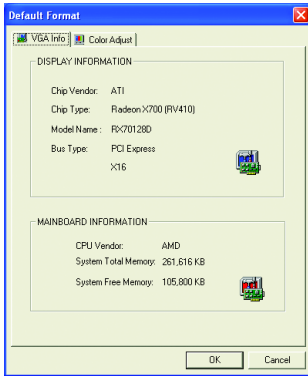 Default Format
VGA Info
Color Adjust
DISPLAY INFORMATION
Chip Vendor: ATI
Chip Type: Radeon X700 (RV410)
Model Name : RX70128D
Bus Type: PCI Express
X16
MAINBOARD INFORMATION
CPU Vendor: AMD
System Total Memory: 261,616 KB
System Free Memory: 105,800 KB
OK
Cancel